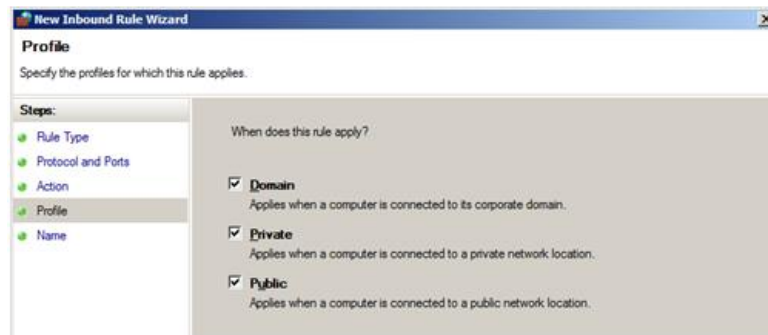 New Inbound Rule Wizard
Profile
Specify the profiles for which this rule applies.
Steps:
Rule Type
Protocol and Ports
Action
Profile
Name
When does this rule apply?
Domain
Applies when a computer is connected to its corporate domain.
Private
Applies when a computer is connected to a private network location.
Public
Applies when a computer is connected to a public network location.